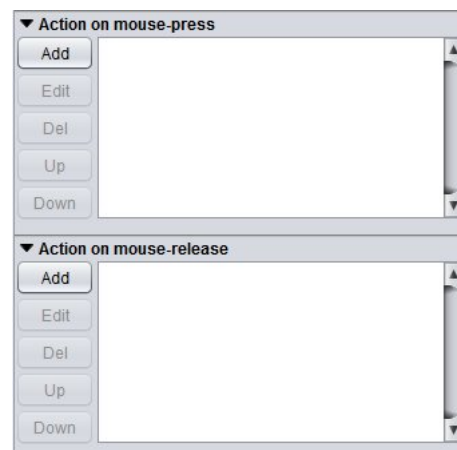 Action on mouse-press
Add
Edit
Del
Up
Down
Action on mouse-release
Add
Edit
Del
Up
Down